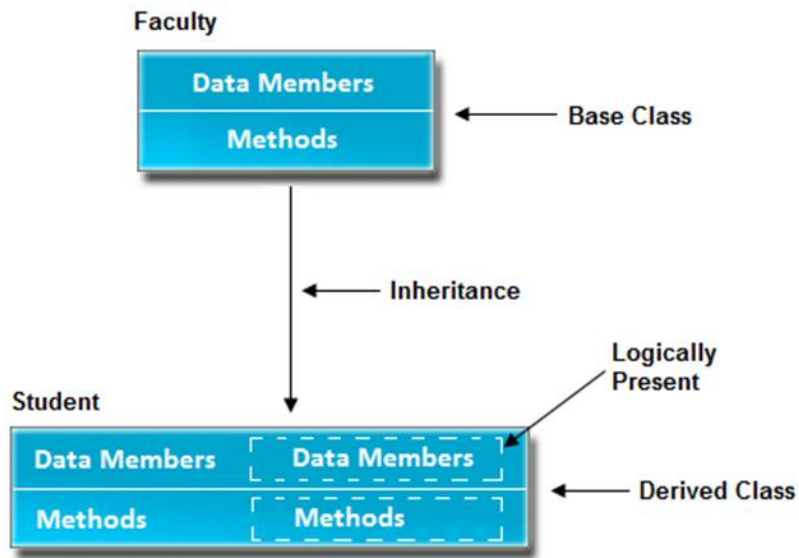 Faculty
Data Members
Methods
Base Class
Inheritance
Logically
Present
Student
Data Members
Data Members
Methods
Methods
Derived Class